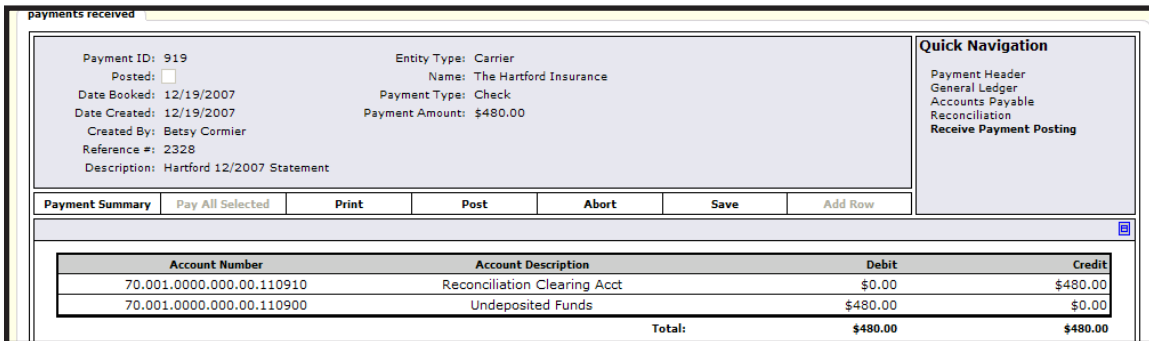 payments received
Payment ID: 919
Entity Type: Carrier
Posted:
Name: The Hartford Insurance
Date Booked: 12/19/2007
Payment Type: Check
Date Created: 12/19/2007
Payment Amount: $480.00
Created By: Betsy Cormier
Reference #: 2328
Description: Hartford 12/2007 Statement
Quick Navigation
Payment Header
General Ledger
Accounts Payable
Reconciliation
Receive Payment Posting
Payment Summary Pay All Selected Print Post Abort Save Add Row
Account Number Account Description Debit Credit
70.001.0000.000.00.110910 Reconciliation Clearing Acct $0.00 $480.00
70.001.0000.000.00.110900 Undeposited Funds $480.00 $0.00
Total: $480.00 $480.00